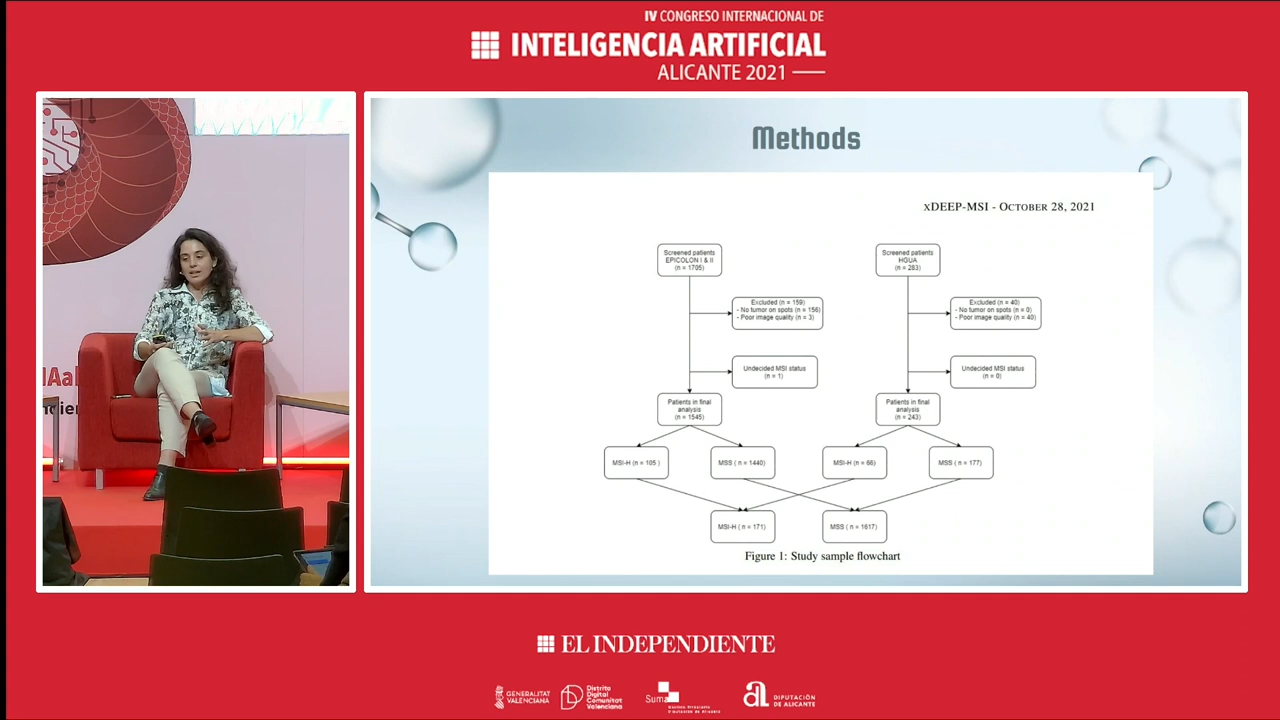 IV CONGRESO INTERNACIONAL DE
INTELIGENCIA ARTIFICIAL
ALICANTE 2021
Methods
xDEEP-MSI - OCTOBER 28, 2021
Screened patients
EPICOLON I & II
(n = 1705)
Screened patients
HGUA
(n = 283)
Excluded (n = 159)
- No tumor on spots (n = 156)
- Poor image quality (n = 3)
Excluded (n = 40)
- No tumor on spots (n = 0)
- Poor image quality (n = 40)
Undecided MSI status
(n = 1)
Undecided MSI status
(n = 0)
Patients in final
analysis
(n = 1545)
Patients in final
analysis
(n = 243)
MSI-H (n = 105 )
MSS ( n = 1440)
MSI-H ( n = 66)
MSS ( n = 177)
MSI-H ( n = 171)
MSS ( n = 1617)
Figure 1: Study sample flowchart
EL INDEPENDIENTE
GENERALITAT
VALENCIANA
Distrito
Digital
Comunitat
Valenciana
Suma
DIPUTACIÓN
DE ALICANTE